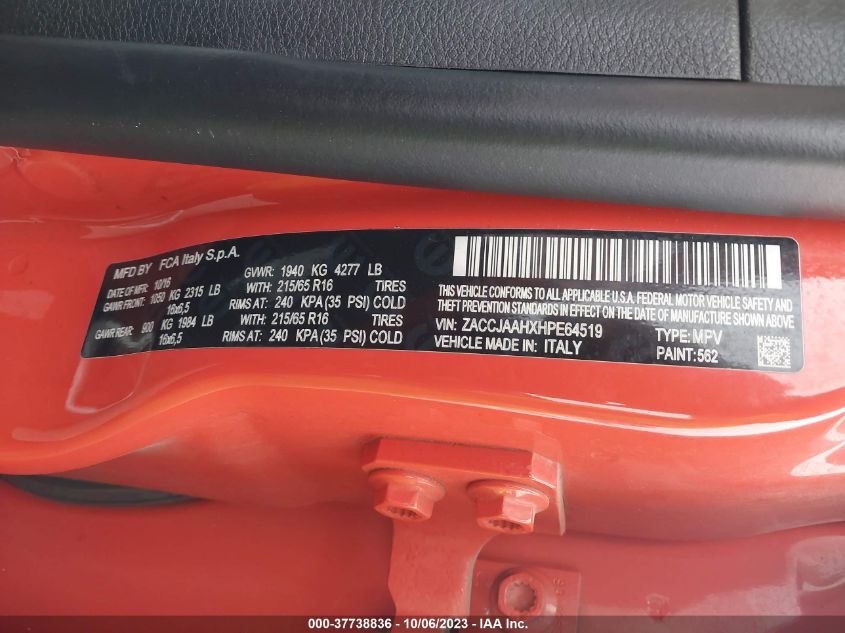 MFD BY FCA Italy S.p.A.
DATE OF MFR: 10/16 GVWR: 1940 KG 4277 LB
GAWR FRONT: 1050 KG 2315 LB WITH: 215/65 R16 TIRES
16x6,5 RIMS AT: 240 KPA(35 PSI) COLD
GAWR REAR: 900 KG 1984 LB WITH: 215/65 R16 TIRES
16x6,5 RIMS AT: 240 KPA(35 PSI) COLD
THIS VEHICLE CONFORMS TO ALL APPLICABLE U.S.A. FEDERAL MOTOR VEHICLE SAFETY AND
THEFT PREVENTION STANDARDS IN EFFECT ON THE DATE OF MANUFACTURE SHOWN ABOVE.
VIN: ZACCJAAHXHPE64519 TYPE: MPV
VEHICLE MADE IN: ITALY PAINT: 562
000-37738836 - 10/06/2023 - IAA Inc.